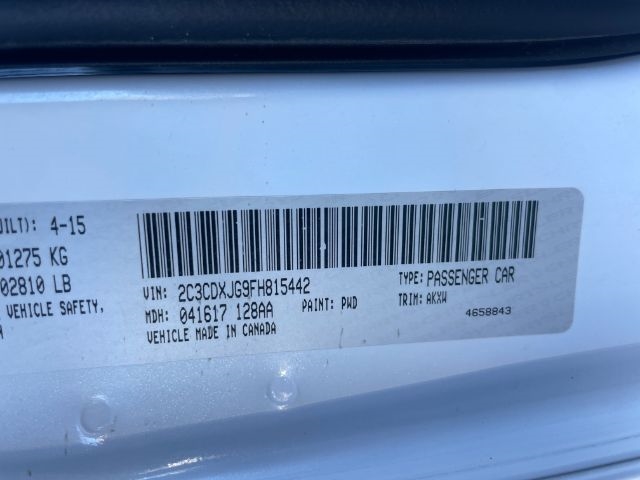 UILT): 4-15
01275 KG
02810 LB
VEHICLE SAFETY,
VIN: 2C3CDXJG9FH815442
TYPE: PASSENGER CAR
MDH: 041617 128AA
PAINT: PWD
TRIM: AKXW
VEHICLE MADE IN CANADA
4658843